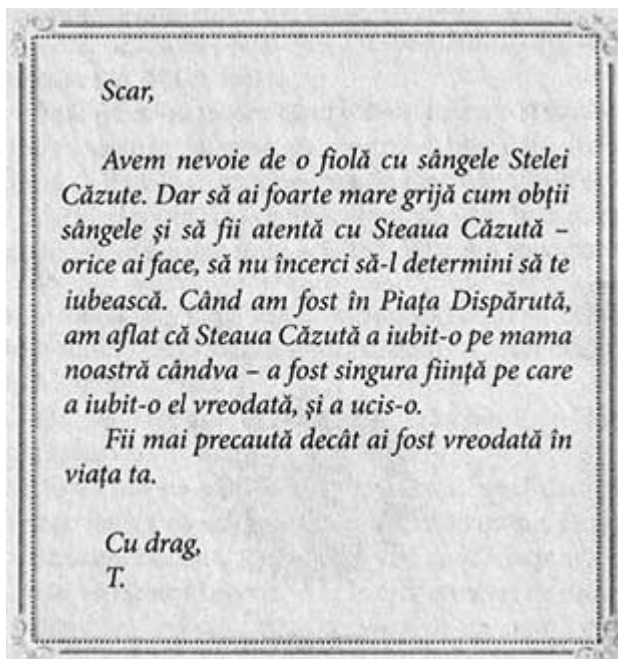 Scar,
Avem nevoie de o fiolă cu sângele Stelei
Căzute. Dar să ai foarte mare grijă cum obții
sângele și să fii atentă cu Steaua Căzută –
orice ai face, să nu încerci să-l determini să te
iubească. Când am fost în Piața Dispărută,
am aflat că Steaua Căzută a iubit-o pe mama
noastră cândva – a fost singura ființă pe care
a iubit-o el vreodată, și a ucis-o.
Fii mai precaută decât ai fost vreodată în
viața ta.
Cu drag,
T.